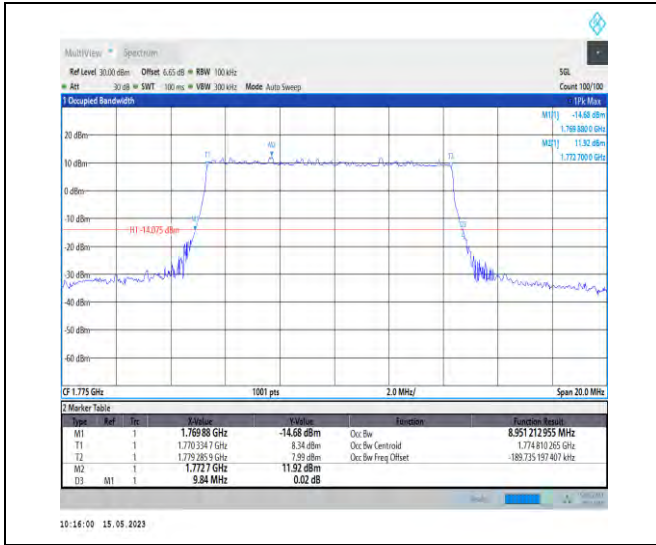 MultiView Spectrum
Ref Level 30.00 dBm Offset 6.65 dB RBW 100 kHz SGL
Att 30 dB SWT 100 ms VBW 300 kHz Mode Auto Sweep Count 100/100
1 Occupied Bandwidth 1Pk Max
M1[1] -14.68 dBm
1.769 880 0 GHz
M2[1] 11.92 dBm
1.772 700 0 GHz
20 dBm
M2
T1 T2
10 dBm
0 dBm
-10 dBm
M1 D3
H1 -14.075 dBm
-20 dBm
-30 dBm
-40 dBm
-50 dBm
-60 dBm
CF 1.775 GHz 1001 pts 2.0 MHz/ Span 20.0 MHz
2 Marker Table
Type Ref Trc X-Value Y-Value Function Function Result
M1 1 1.769 88 GHz -14.68 dBm Occ Bw 8.951 212 955 MHz
T1 1 1.770 334 7 GHz 8.34 dBm Occ Bw Centroid 1.774 810 265 GHz
T2 1 1.779 285 9 GHz 7.99 dBm Occ Bw Freq Offset -189.735 197 407 kHz
M2 1 1.772 7 GHz 11.92 dBm
D3 M1 1 9.84 MHz 0.02 dB
10:16:00 15.05.2023